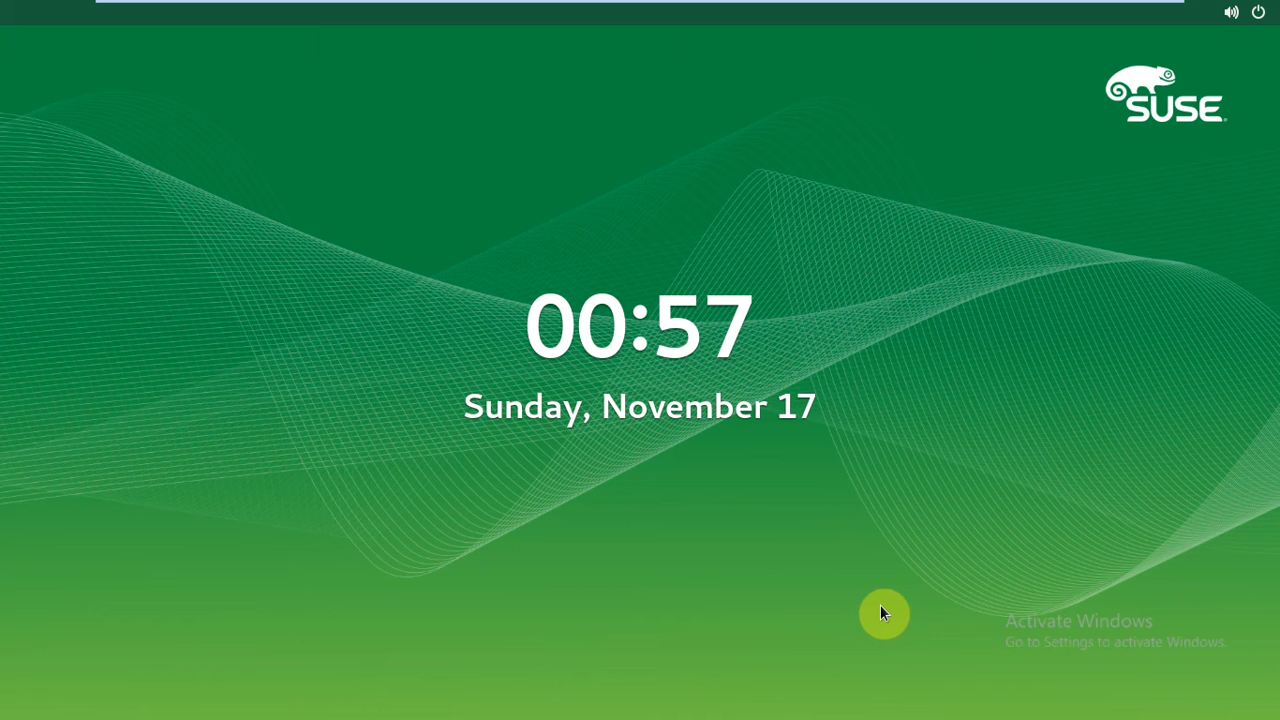 SUSE
00:57
Sunday, November 17
Activate Windows
Go to Settings to activate Windows.